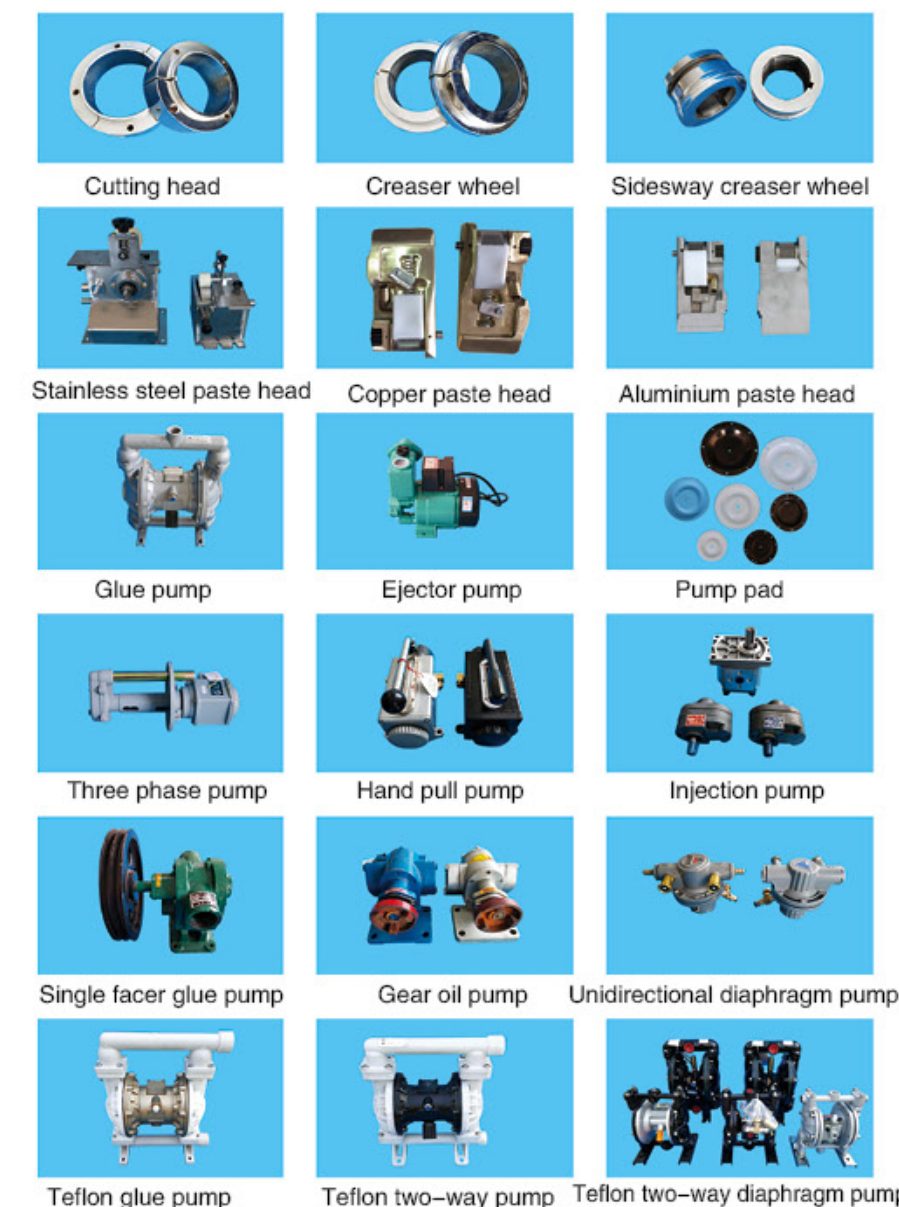 Cutting head
Creaser wheel
Sidesway creaser wheel
Stainless steel paste head
Copper paste head
Aluminium paste head
Glue pump
Ejector pump
Pump pad
Three phase pump
Hand pull pump
Injection pump
Single facer glue pump
Gear oil pump
Unidirectional diaphragm pump
Teflon glue pump
Teflon two-way pump
Teflon two-way diaphragm pump